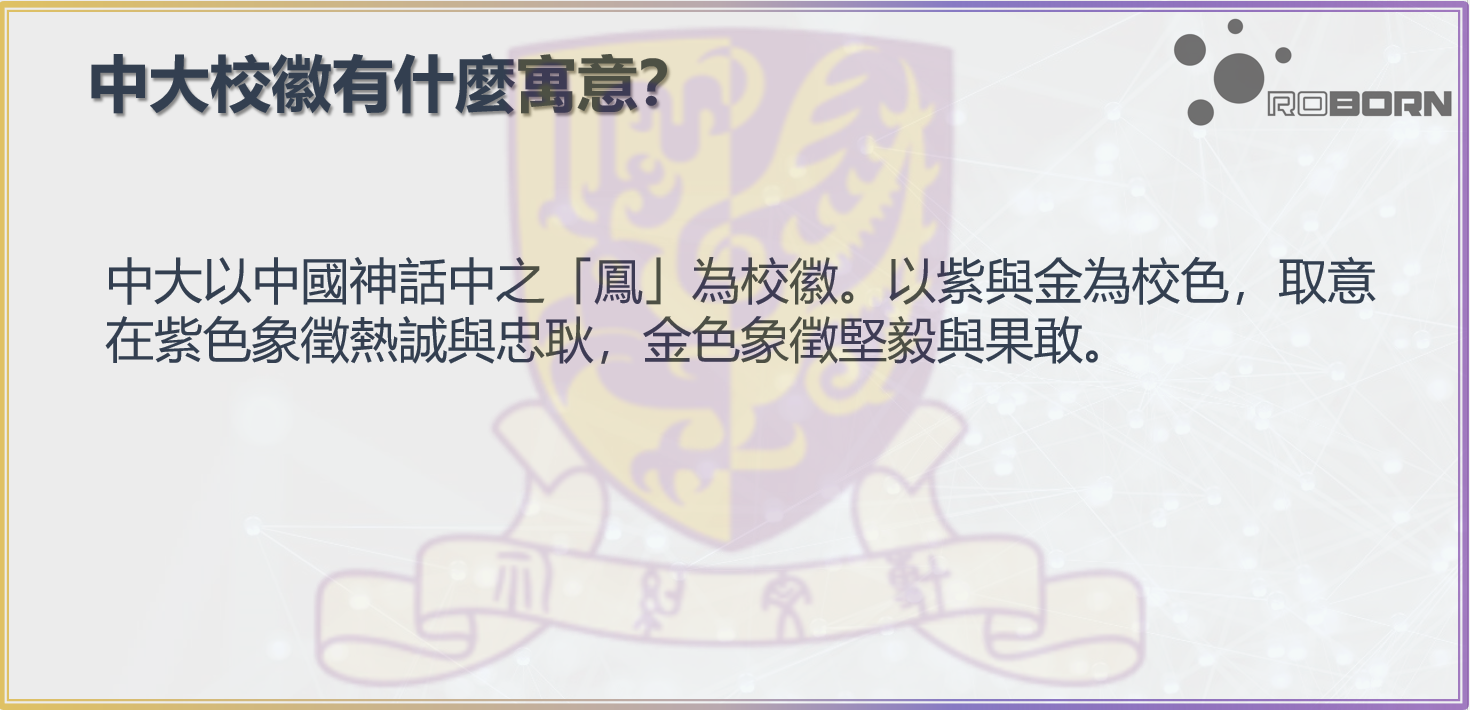 中大校徽有什麼寓意?
ROBORN
中大以中國神話中之「鳳」為校徽。以紫與金為校色，取意
在紫色象徵熱誠與忠耿，金色象徵堅毅與果敢。